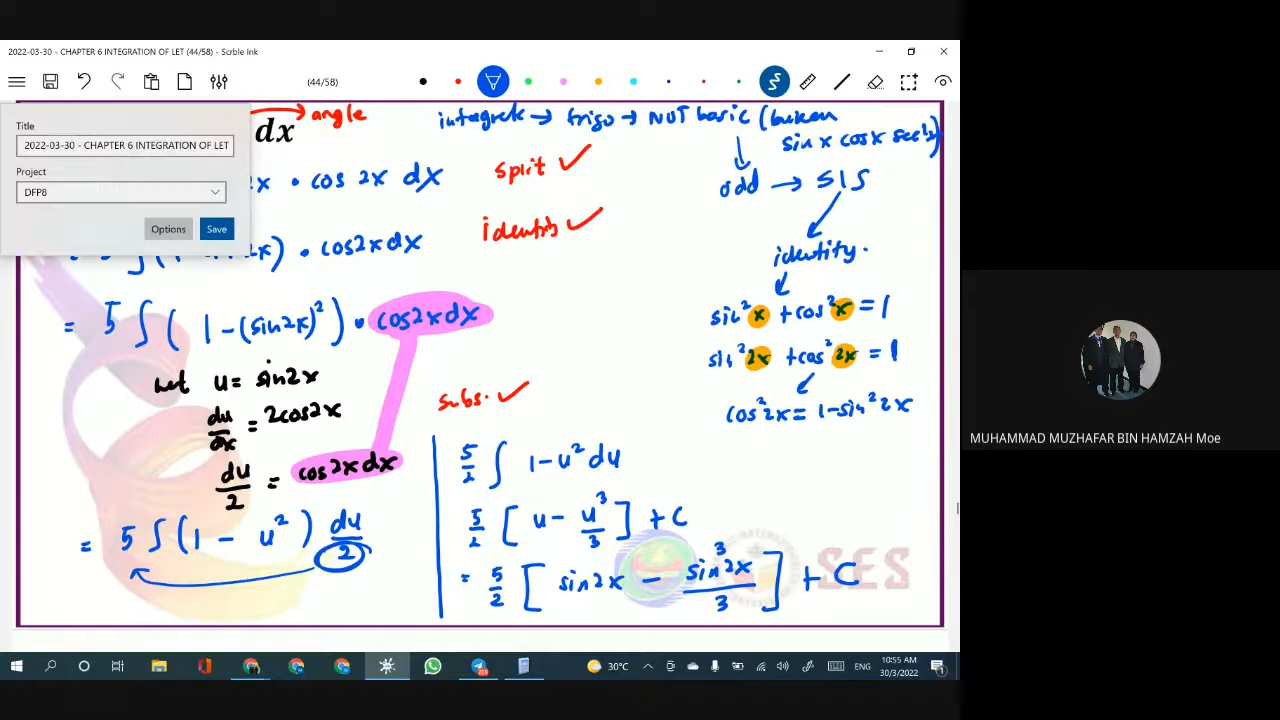 2022-03-30 - CHAPTER 6 INTEGRATION OF LET (44/58) - Scrble Ink
(44/58)
Title
2022-03-30 - CHAPTER 6 INTEGRATION OF LET
Project
DFP8
Options
Save
dx
angle
integrate → trigo → NOT basic (bukan
sin x cos x sec²x)
x • cos 2x dx
split ✓
odd → SIS
2x) • cos2x dx
identity ✓
identity.
= 5 ∫ ( 1 - (sin2x)² ) • cos2x dx
sin²x + cos²x = 1
sin²2x + cos²2x = 1
cos²2x = 1 - sin²2x
Let u = sin2x
du/dx = 2cos2x
du/2 = cos2x dx
subs. ✓
= 5 ∫ (1 - u²) du/2
5/2 ∫ 1 - u² du
5/2 [ u - u³/3 ] + C
= 5/2 [ sin2x - sin³2x/3 ] + C
SES
MUHAMMAD MUZHAFAR BIN HAMZAH Moe
30°C
ENG
10:55 AM
30/3/2022